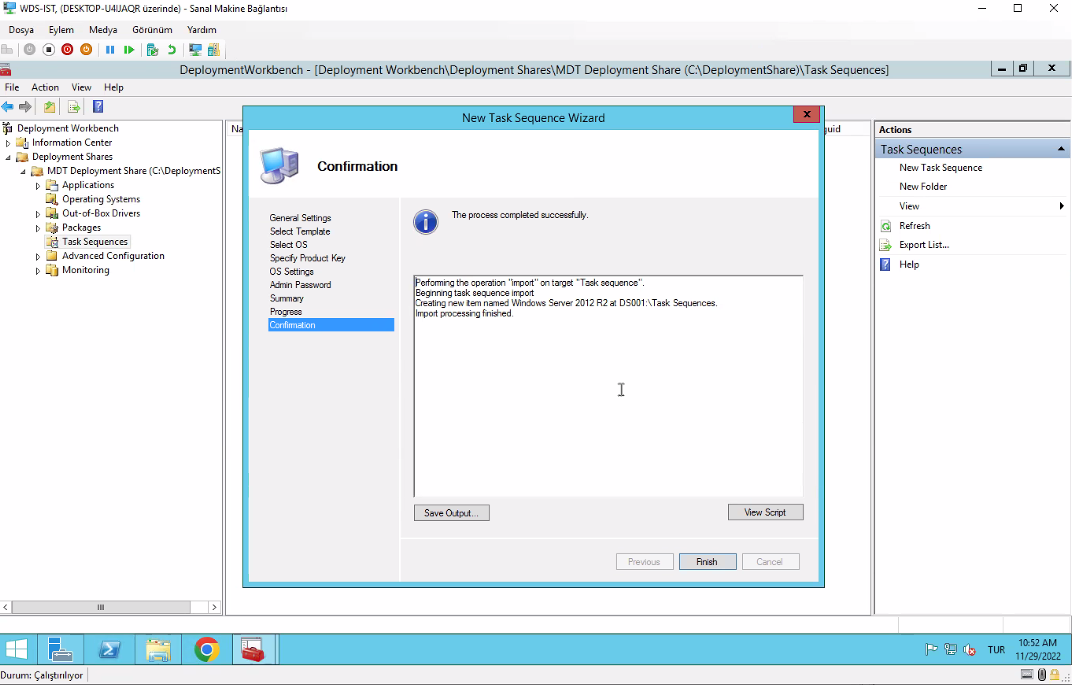 WDS-IST, (DESKTOP-U4IJAQR üzerinde) - Sanal Makine Bağlantısı
Dosya Eylem Medya Görünüm Yardım
DeploymentWorkbench - [Deployment Workbench\Deployment Shares\MDT Deployment Share (C:\DeploymentShare)\Task Sequences]
File Action View Help
Deployment Workbench
Information Center
Deployment Shares
MDT Deployment Share (C:\DeploymentS
Applications
Operating Systems
Out-of-Box Drivers
Packages
Task Sequences
Advanced Configuration
Monitoring
Na
New Task Sequence Wizard
Confirmation
General Settings
Select Template
Select OS
Specify Product Key
OS Settings
Admin Password
Summary
Progress
Confirmation
The process completed successfully.
Performing the operation "import" on target "Task sequence".
Beginning task sequence import
Creating new item named Windows Server 2012 R2 at DS001:\Task Sequences.
Import processing finished.
Save Output...
View Script
Previous
Finish
Cancel
uid
Actions
Task Sequences
New Task Sequence
New Folder
View
Refresh
Export List...
Help
TUR
10:52 AM
11/29/2022
Durum: Çalıştırılıyor